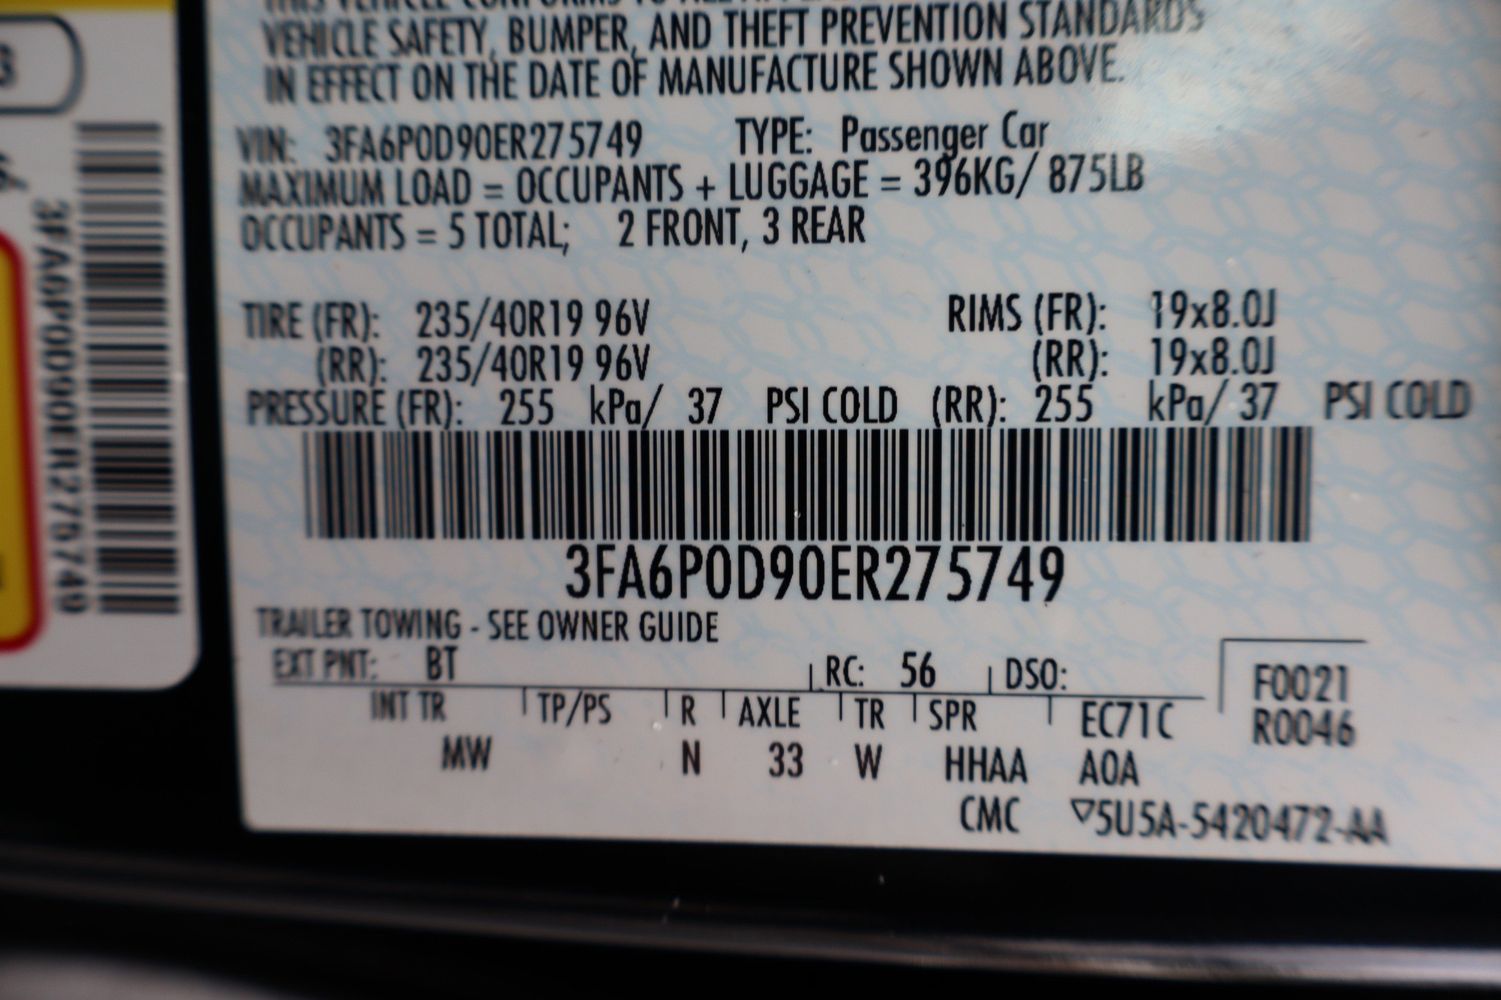 VEHICLE SAFETY, BUMPER, AND THEFT PREVENTION STANDARDS
IN EFFECT ON THE DATE OF MANUFACTURE SHOWN ABOVE.
VIN: 3FA6P0D90ER275749 TYPE: Passenger Car
MAXIMUM LOAD = OCCUPANTS + LUGGAGE = 396KG/ 875LB
OCCUPANTS = 5 TOTAL; 2 FRONT, 3 REAR
TIRE (FR): 235/40R19 96V RIMS (FR): 19x8.0J
(RR): 235/40R19 96V (RR): 19x8.0J
PRESSURE (FR): 255 kPa/ 37 PSI COLD (RR): 255 kPa/ 37 PSI COLD
3FA6P0D90ER275749
TRAILER TOWING - SEE OWNER GUIDE
EXT PNT: BT RC: 56 DSO: F0021
INT TR TP/PS R AXLE TR SPR EC71C R0046
MW N 33 W HHAA A0A
CMC ▽5U5A-5420472-AA
3FA6P0D90ER275749
3